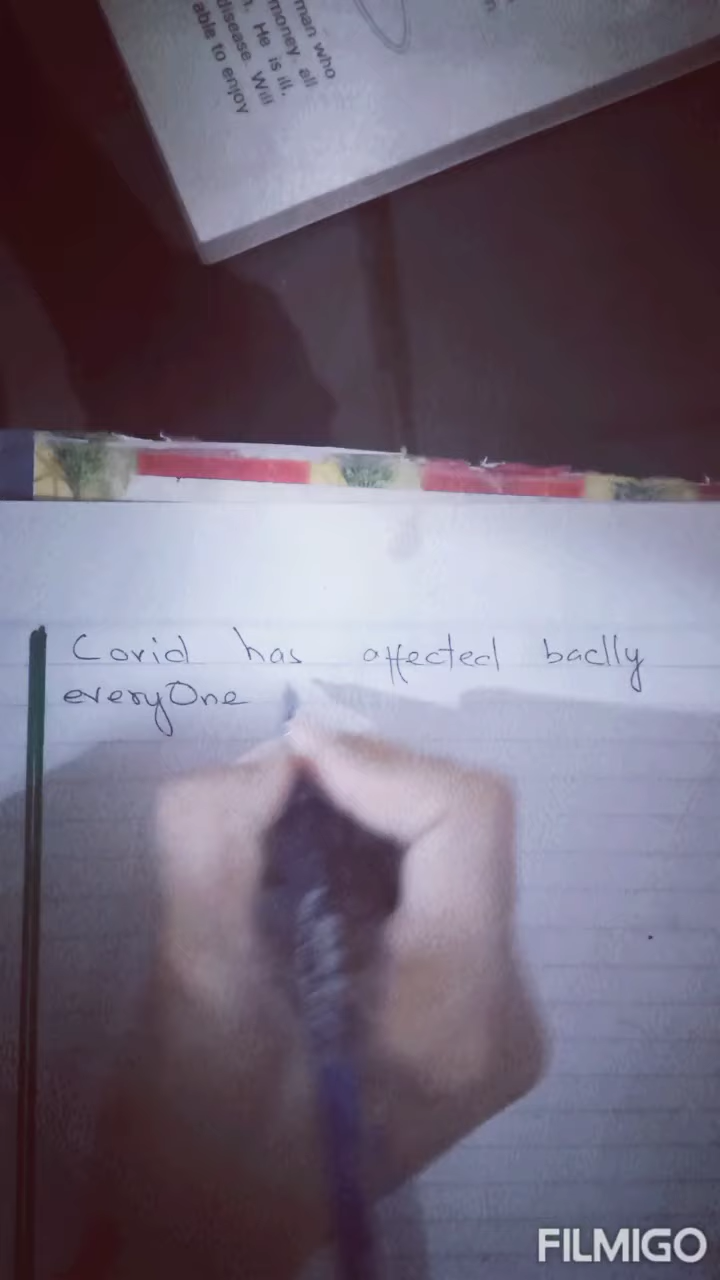 man who
money. all
He is ill.
disease. Will
able to enjoy
Covid has affected badly
everyOne
FILMIGO